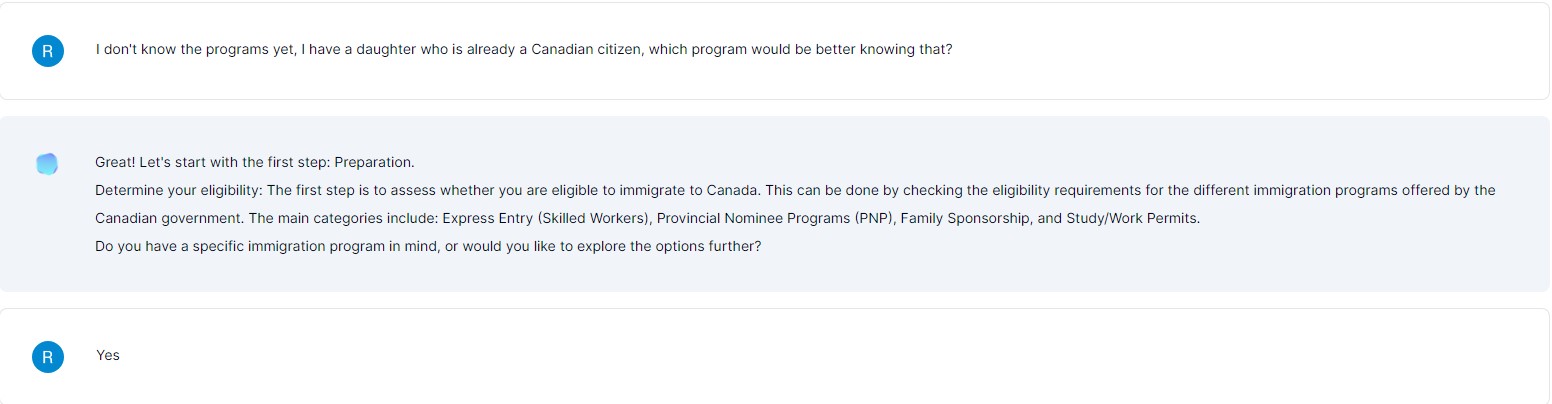 R
I don't know the programs yet, I have a daughter who is already a Canadian citizen, which program would be better knowing that?
Great! Let's start with the first step: Preparation.
Determine your eligibility: The first step is to assess whether you are eligible to immigrate to Canada. This can be done by checking the eligibility requirements for the different immigration programs offered by the
Canadian government. The main categories include: Express Entry (Skilled Workers), Provincial Nominee Programs (PNP), Family Sponsorship, and Study/Work Permits.
Do you have a specific immigration program in mind, or would you like to explore the options further?
R
Yes